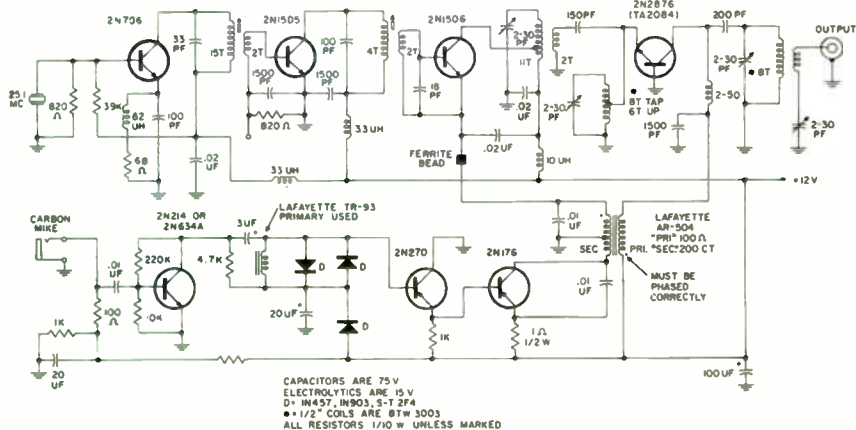 2N706
33 PF
15T
2N1505
2T
100 PF
4T
2N1506
2T
2-30 PF
11T
150PF
2T
2N2876
(TA2084)
200 PF
2-30 PF
8T
OUTPUT
25.1 MC
820 Ω
39K
82 UH
100 PF
68 Ω
.02 UF
1500 PF
1500 PF
820 Ω
33 UH
33 UH
18 PF
.02 UF
.02 UF
FERRITE BEAD
10 UH
2-30 PF
8T TAP
6T UP
1500 PF
2-50
2-30 PF
+12V
CARBON MIKE
2N214 OR
2N634A
LAFAYETTE TR-93
PRIMARY USED
3UF
220K
4.7K
.01 UF
100 Ω
1K
20 UF
20UF
D
D
D
2N270
2N176
1K
1Ω
1/2 W
.01 UF
.01 UF
SEC
PRI.
LAFAYETTE
AR-504
"PRI" 100 Ω
"SEC" 200 CT
MUST BE
PHASED
CORRECTLY
100 UF
CAPACITORS ARE 75 V
ELECTROLYTICS ARE 15 V
D= IN457, IN903, S-T 2F4
• = 1/2" COILS ARE BTW 3003
ALL RESISTORS 1/10 W UNLESS MARKED